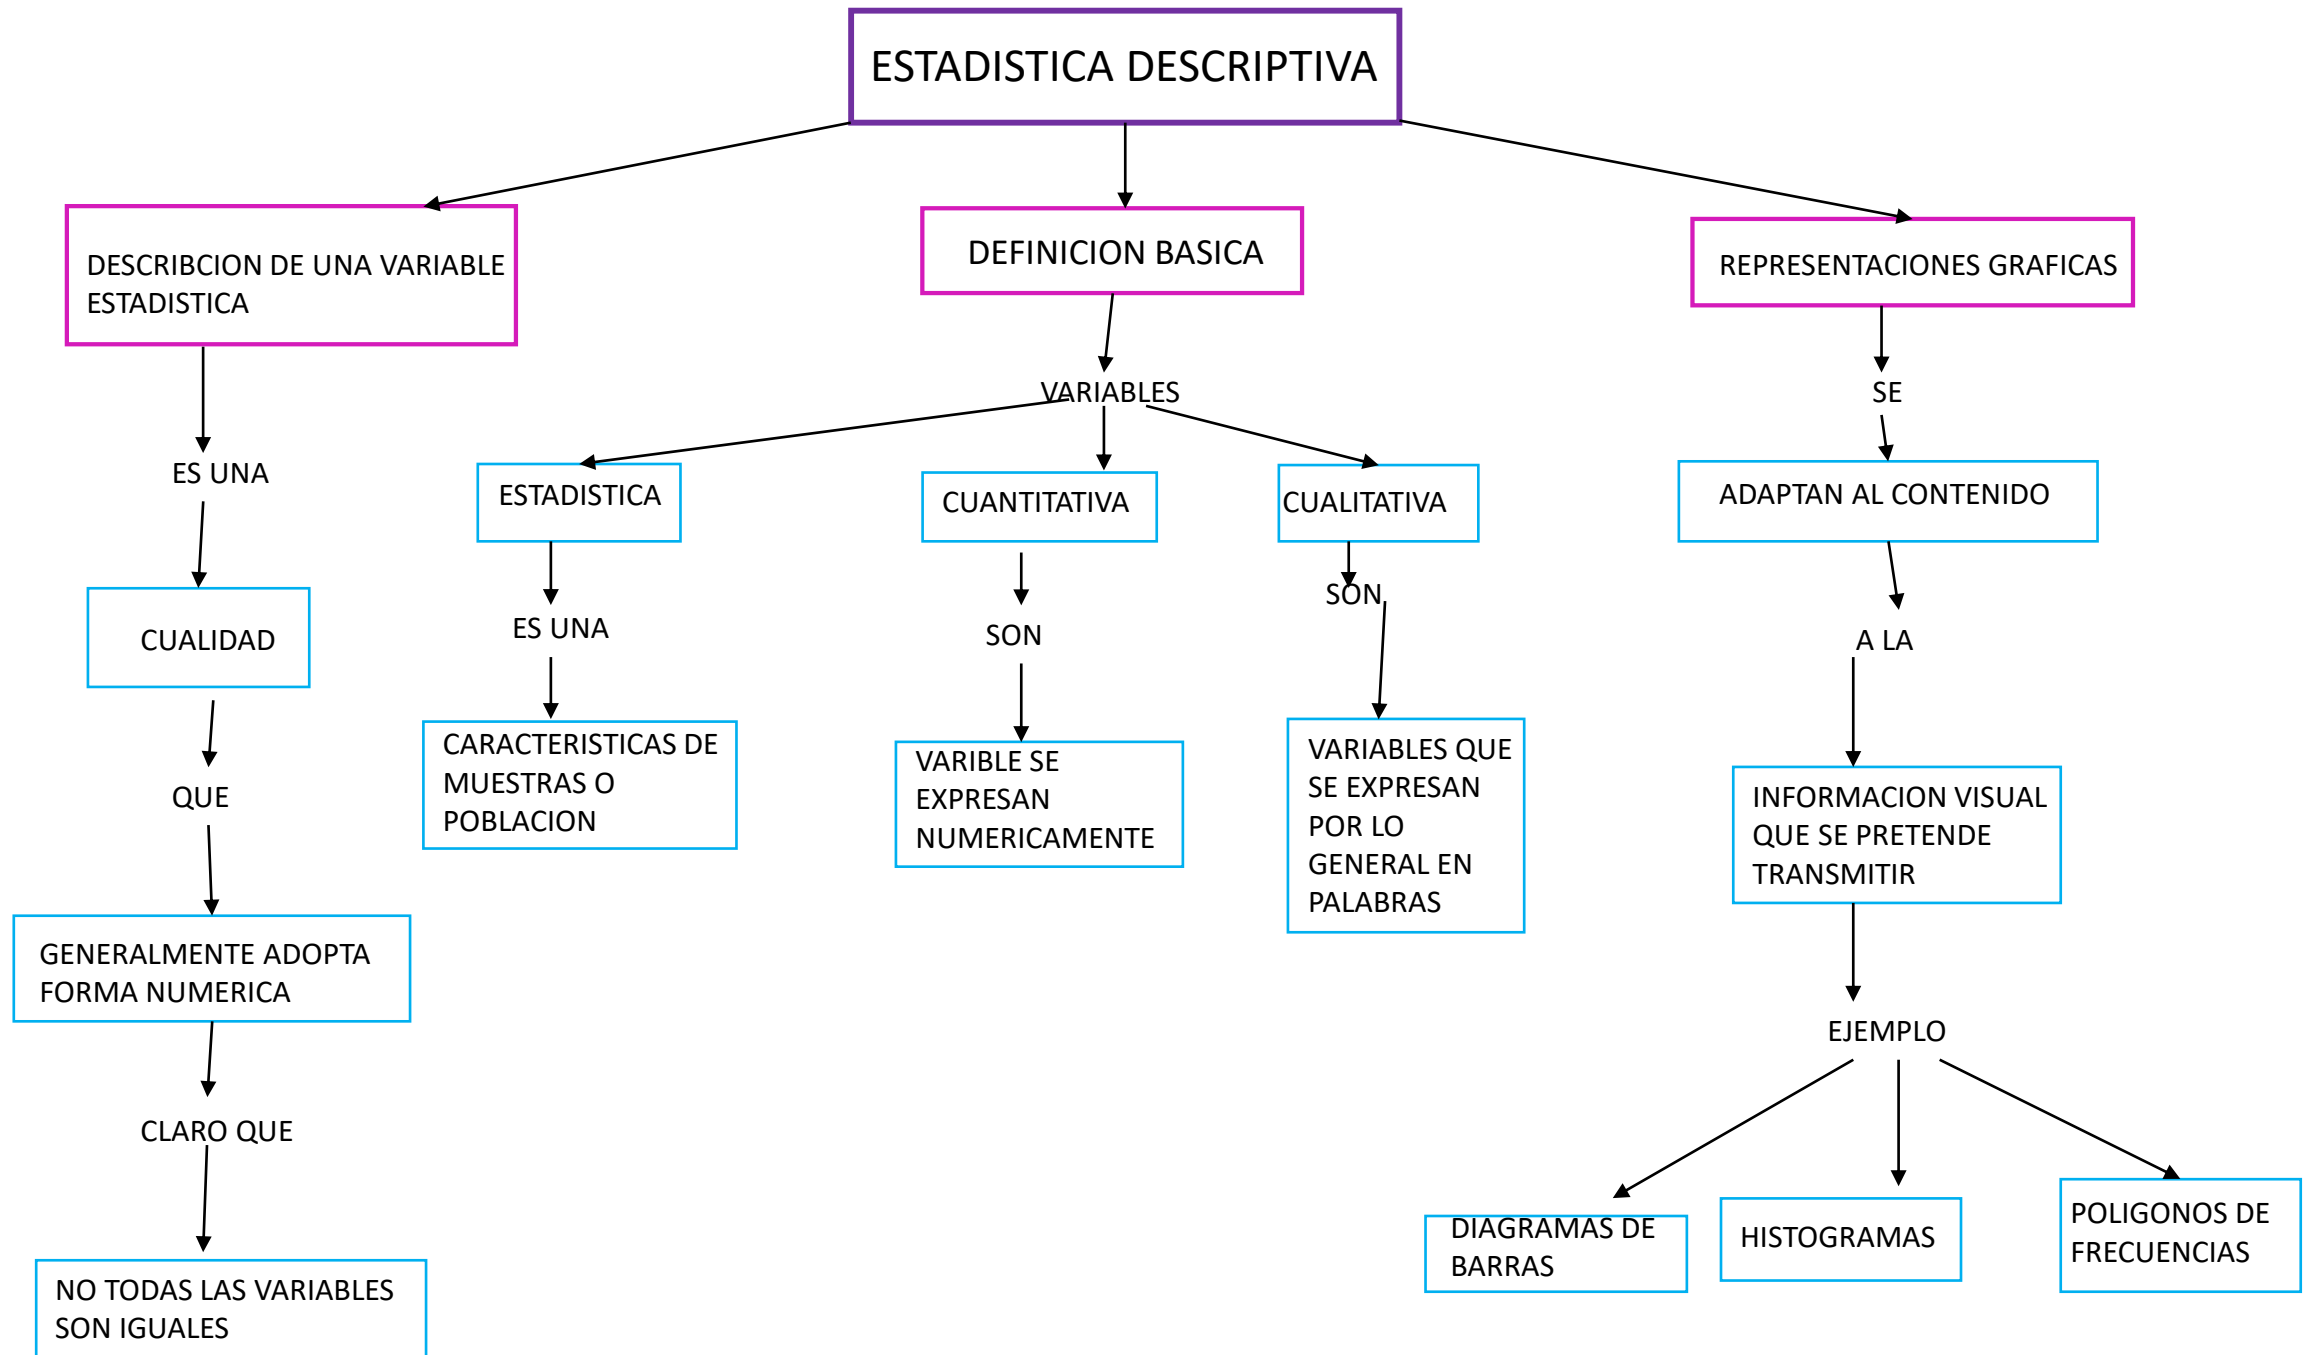 ESTADISTICA DESCRIPTIVA
DESCRIBCION DE UNA VARIABLE
ESTADISTICA
DEFINICION BASICA
REPRESENTACIONES GRAFICAS
ES UNA
CUALIDAD
QUE
GENERALMENTE ADOPTA
FORMA NUMERICA
CLARO QUE
NO TODAS LAS VARIABLES
SON IGUALES
VARIABLES
ESTADISTICA
ES UNA
CARACTERISTICAS DE
MUESTRAS O
POBLACION
CUANTITATIVA
SON
VARIBLE SE
EXPRESAN
NUMERICAMENTE
CUALITATIVA
SON
VARIABLES QUE
SE EXPRESAN
POR LO
GENERAL EN
PALABRAS
SE
ADAPTAN AL CONTENIDO
A LA
INFORMACION VISUAL
QUE SE PRETENDE
TRANSMITIR
EJEMPLO
DIAGRAMAS DE
BARRAS
HISTOGRAMAS
POLIGONOS DE
FRECUENCIAS